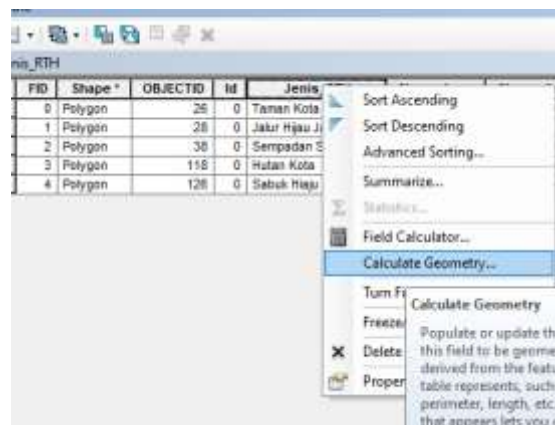 nis_RTH
FID Shape * OBJECTID Id Jenis
0 Polygon 26 0 Taman Kota
1 Polygon 28 0 Jalur Hijau
2 Polygon 38 0 Sempadan S
3 Polygon 118 0 Hutan Kota
4 Polygon 126 0 Sabuk Hiaju
Sort Ascending
Sort Descending
Advanced Sorting...
Summarize...
Statistics...
Field Calculator...
Calculate Geometry...
Turn Fi
Freeze
Delete
Proper
Calculate Geometry
Populate or update th
this field to be geome
derived from the featu
table represents, such
perimeter, length, etc.
that appears lets you